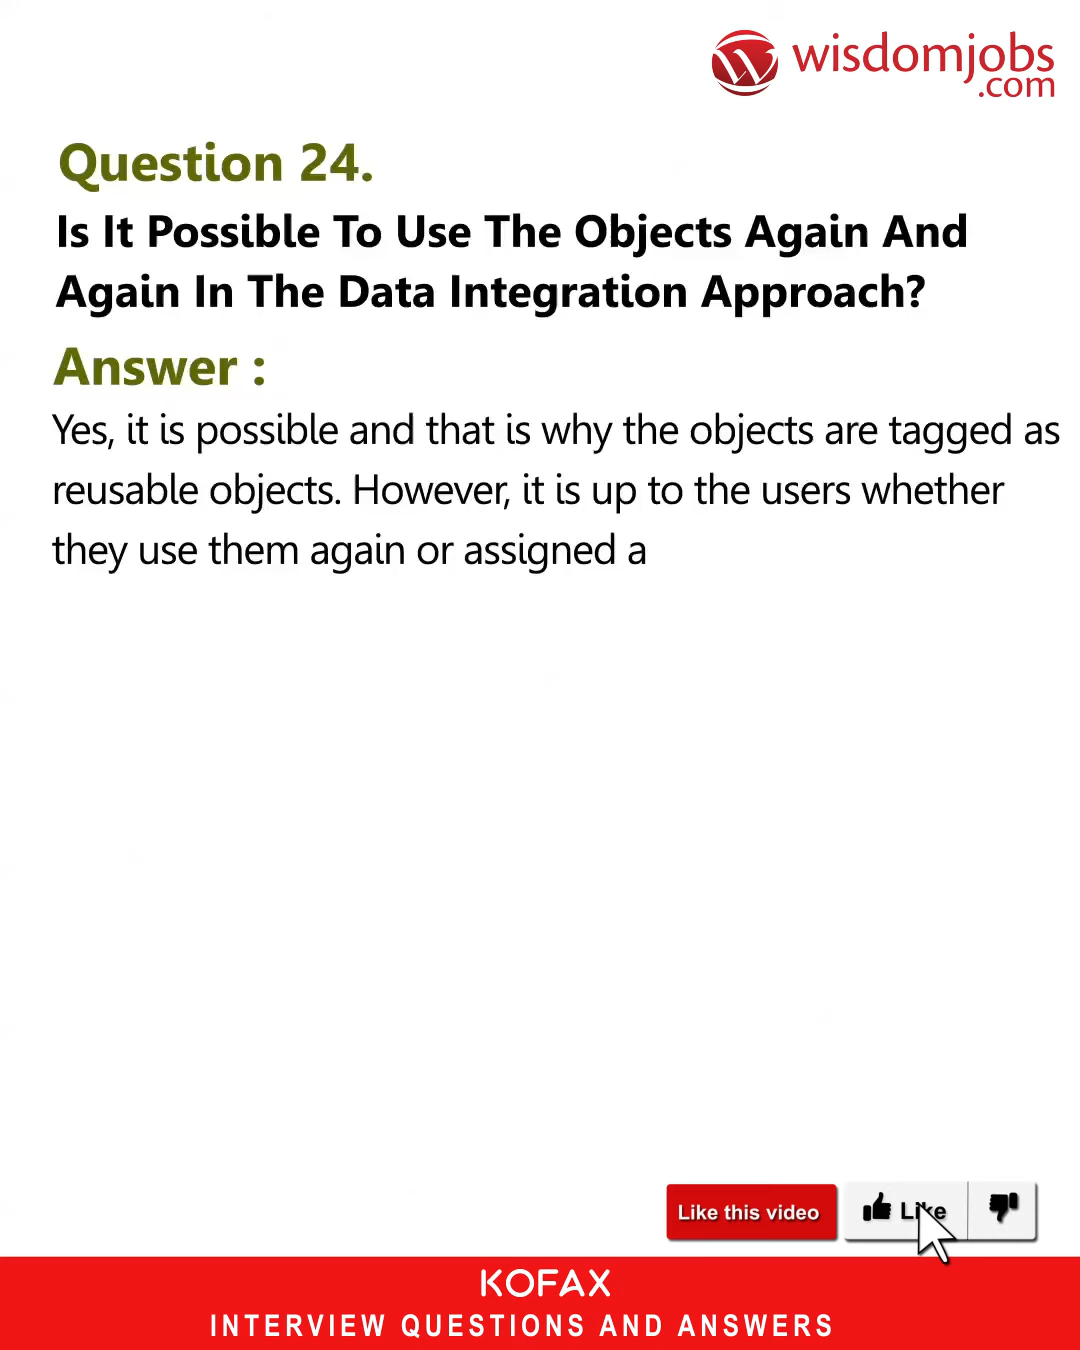 wisdomjobs
.com
Question 24.
Is It Possible To Use The Objects Again And
Again In The Data Integration Approach?
Answer :
Yes, it is possible and that is why the objects are tagged as
reusable objects. However, it is up to the users whether
they use them again or assigned a
Like this video
Like
KOFAX
INTERVIEW QUESTIONS AND ANSWERS